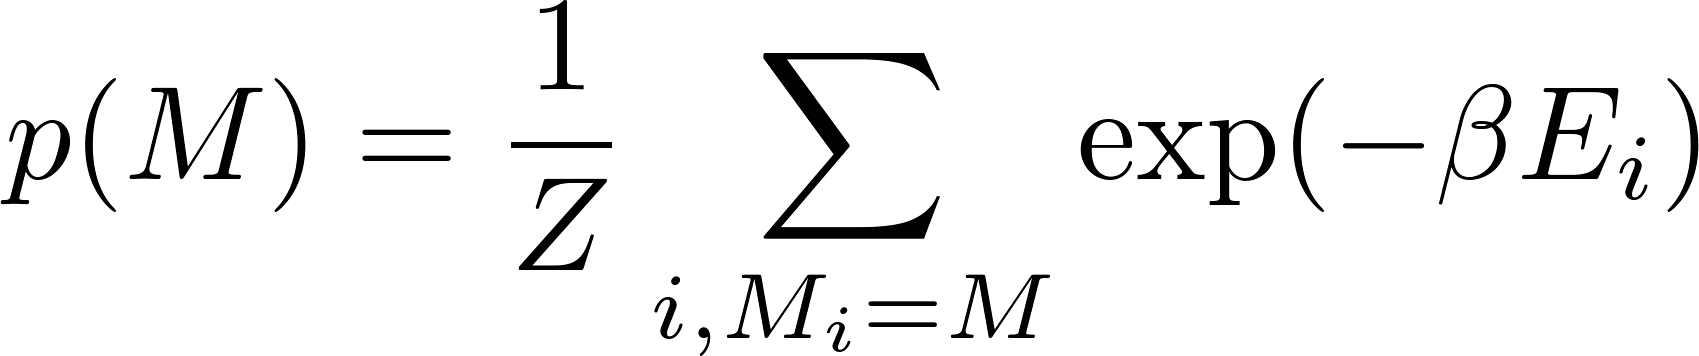 p(M) = \frac{1}{Z} \sum_{i,M_i=M} \exp(-\beta E_i)